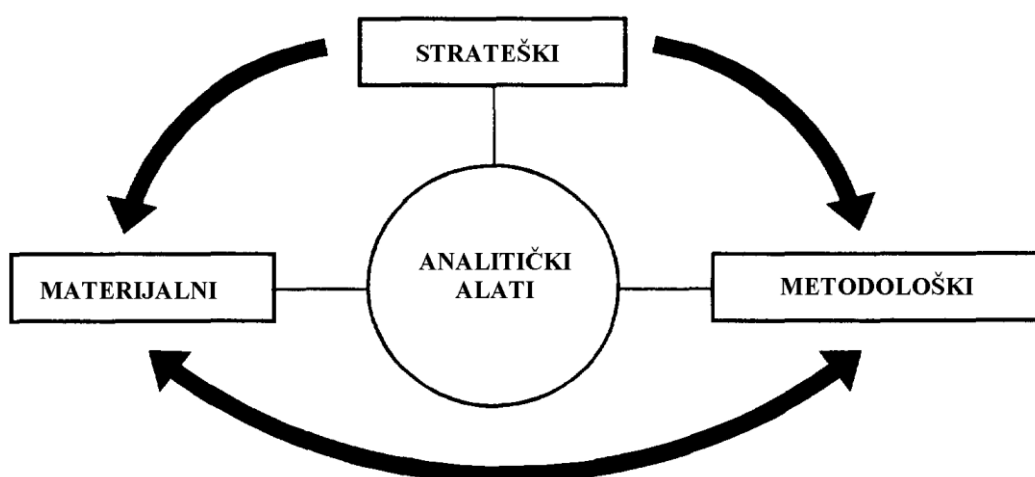 STRATEŠKI
ANALITIČKI
ALATI
MATERIJALNI
METODOLOŠKI